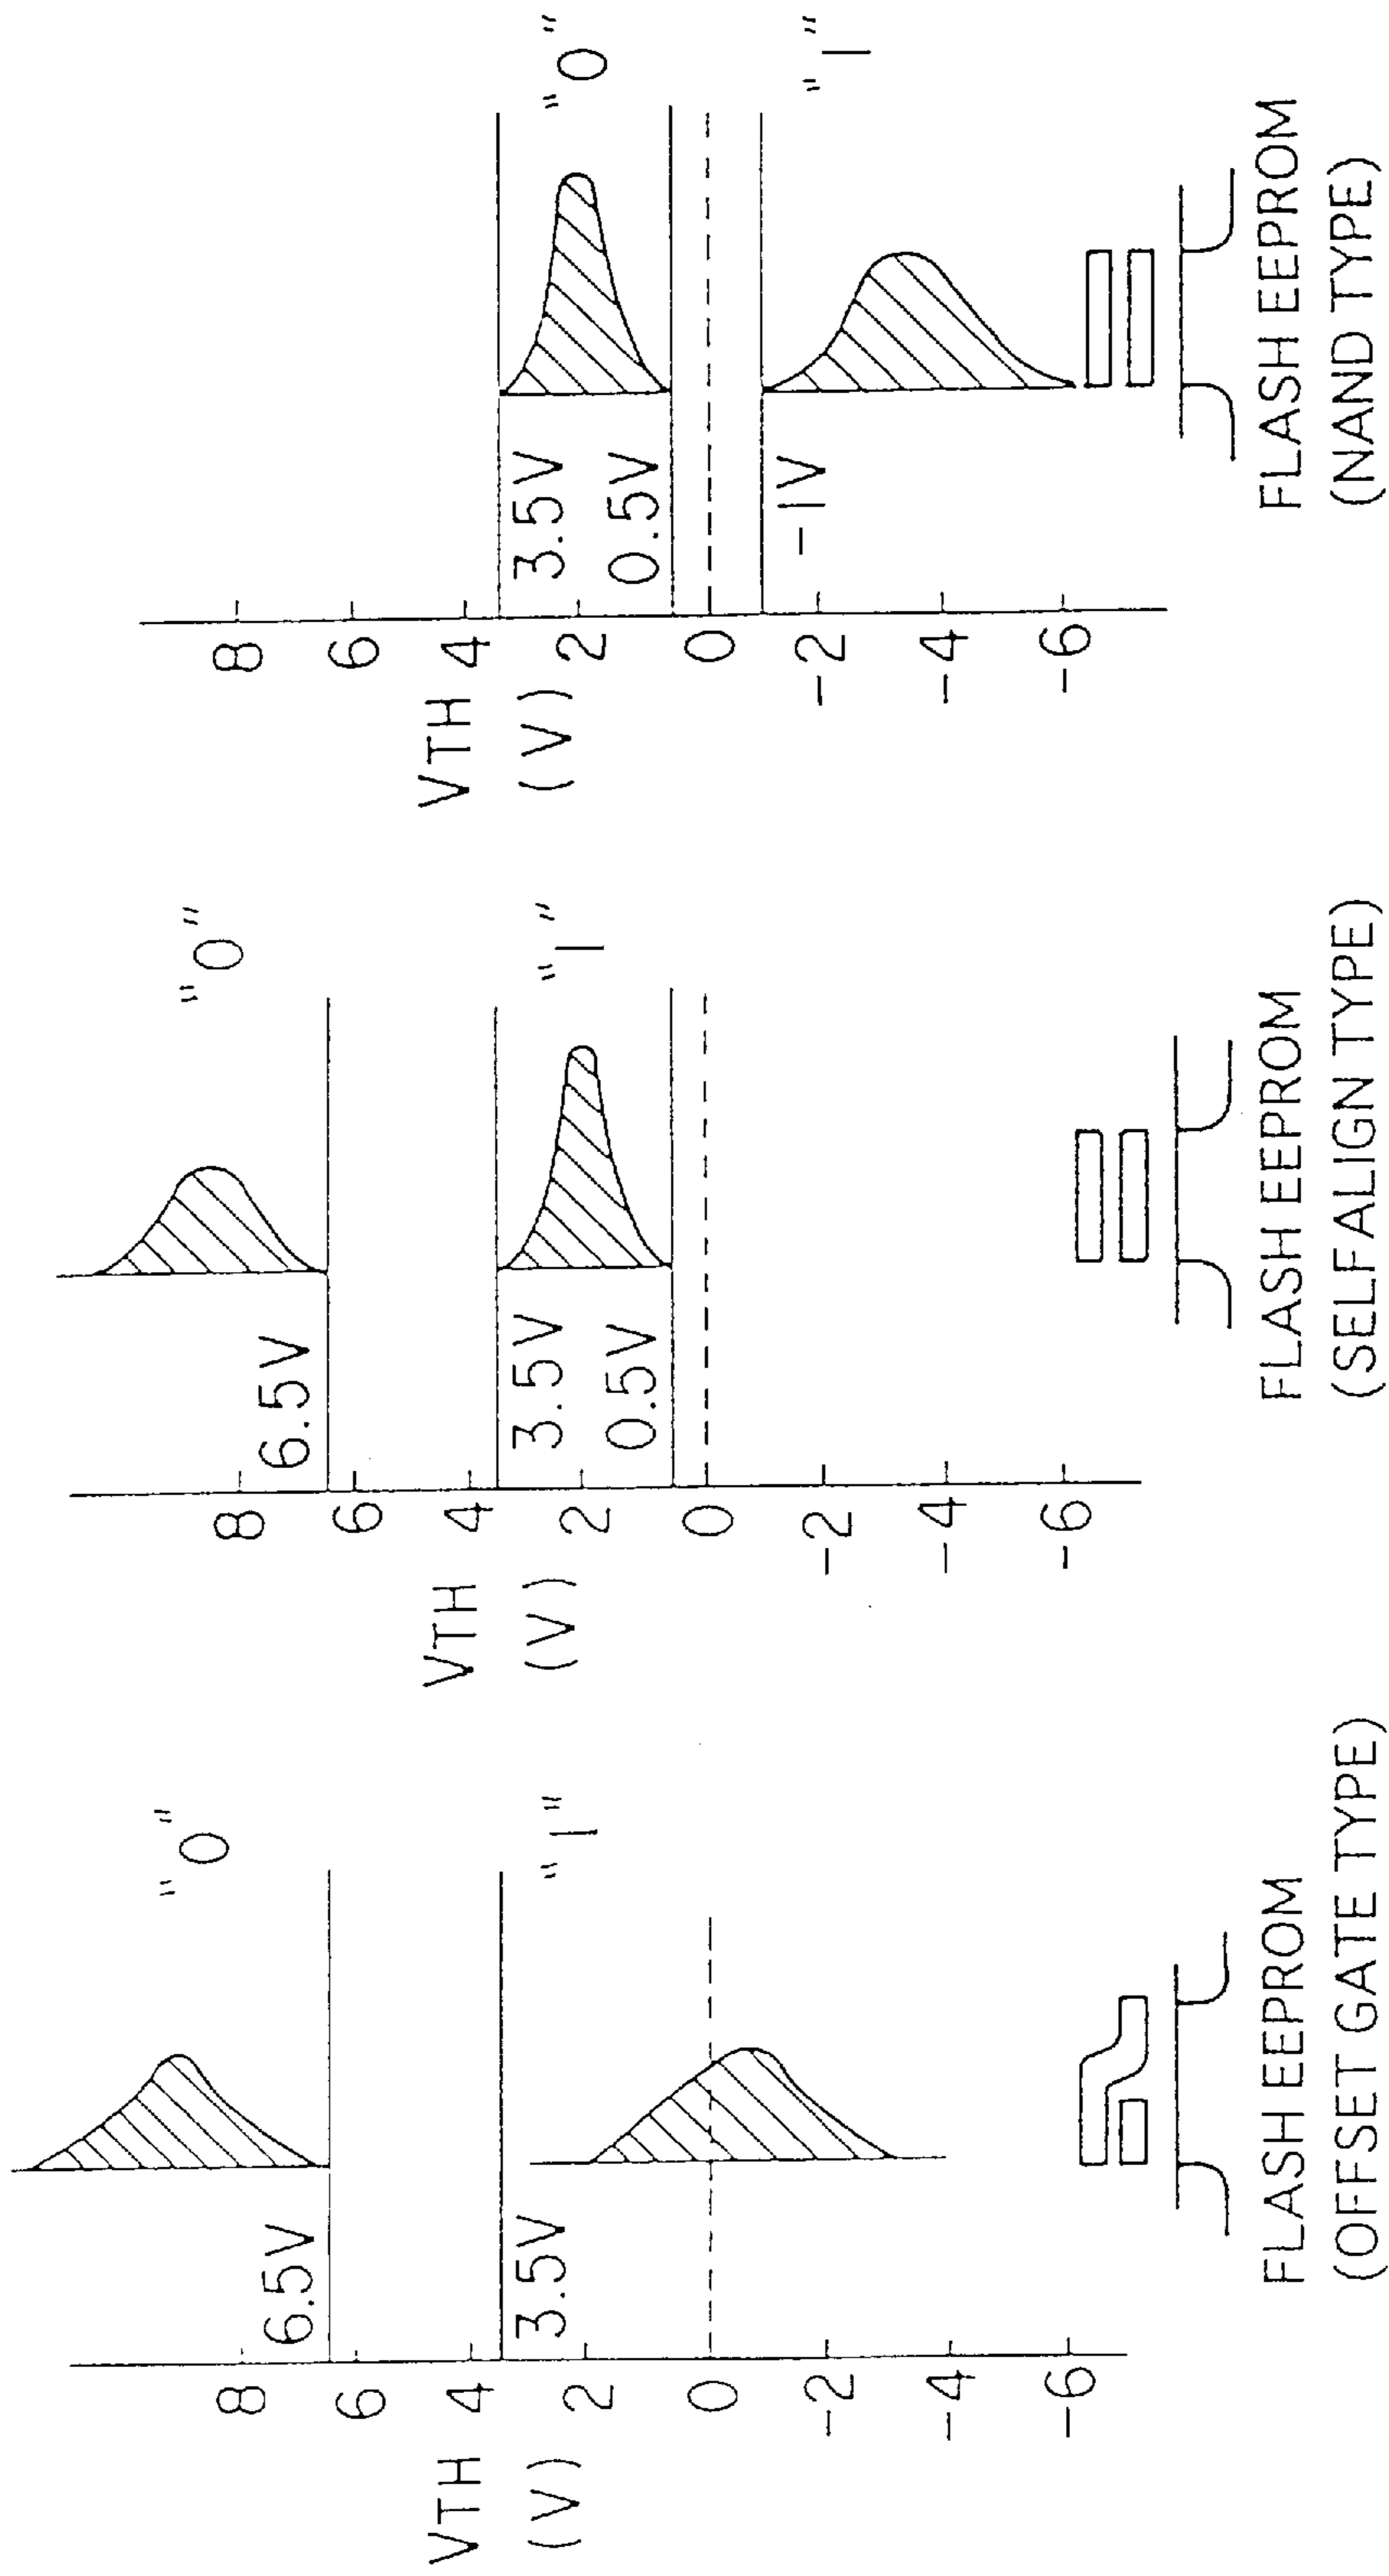 VTH
(V)
8
6
4
2
0
-2
-4
-6
6.5V
3.5V
"0"
"1"
FLASH EEPROM
(OFFSET GATE TYPE)
VTH
(V)
8
6
4
2
0
-2
-4
-6
6.5V
3.5V
0.5V
"0"
"1"
FLASH EEPROM
(SELF ALIGN TYPE)
VTH
(V)
8
6
4
2
0
-2
-4
-6
3.5V
0.5V
-1V
"0"
"1"
FLASH EEPROM
(NAND TYPE)